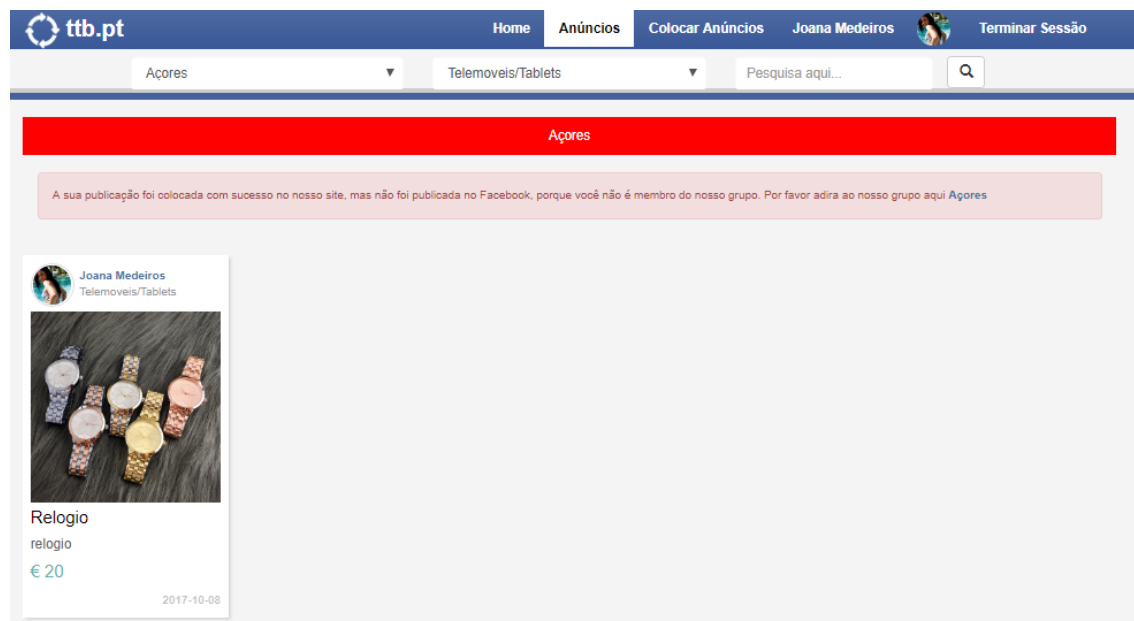 ttb.pt Home Anúncios Colocar Anúncios Joana Medeiros Terminar Sessão
Açores Telemoveis/Tablets Pesquisa aqui...
Açores
A sua publicação foi colocada com sucesso no nosso site, mas não foi publicada no Facebook, porque você não é membro do nosso grupo. Por favor adira ao nosso grupo aqui Açores
Joana Medeiros
Telemoveis/Tablets
Relogio
relogio
€ 20
2017-10-08